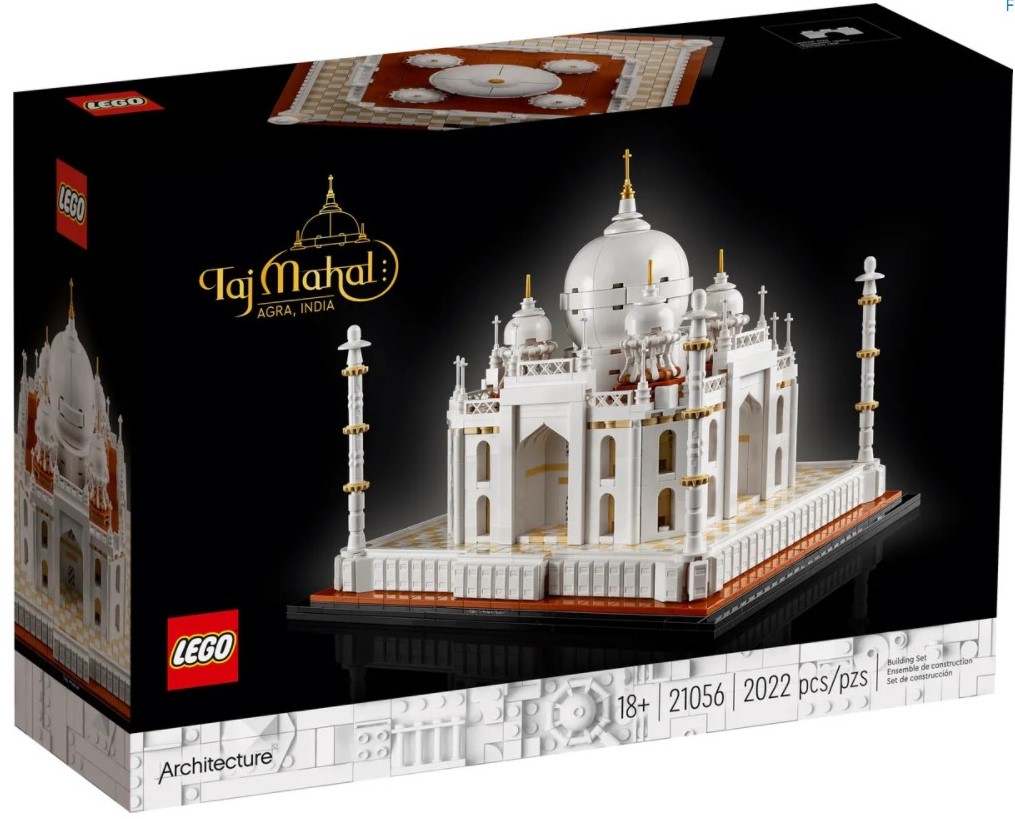 F
LEGO
LEGO
Taj Mahal
AGRA, INDIA
LEGO
18+ | 21056 | 2022 pcs/pzs
Building Set
Ensemble de construction
Set de construcción
Architecture